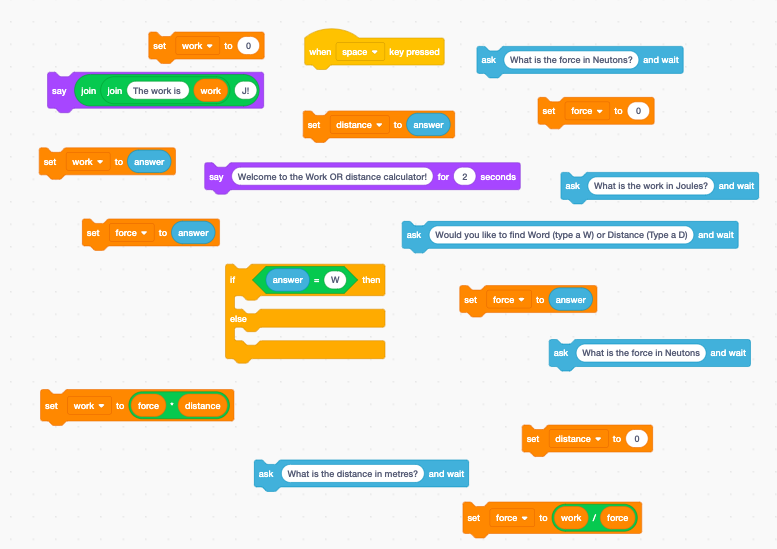 set work to 0
when space key pressed
ask What is the force in Neutons? and wait
say join join The work is work J!
set force to 0
set distance to answer
set work to answer
say Welcome to the Work OR distance calculator! for 2 seconds
ask What is the work in Joules? and wait
set force to answer
ask Would you like to find Word (type a W) or Distance (Type a D) and wait
if answer = W then
else
set force to answer
ask What is the force in Neutons and wait
set work to force * distance
set distance to 0
ask What is the distance in metres? and wait
set force to work / force